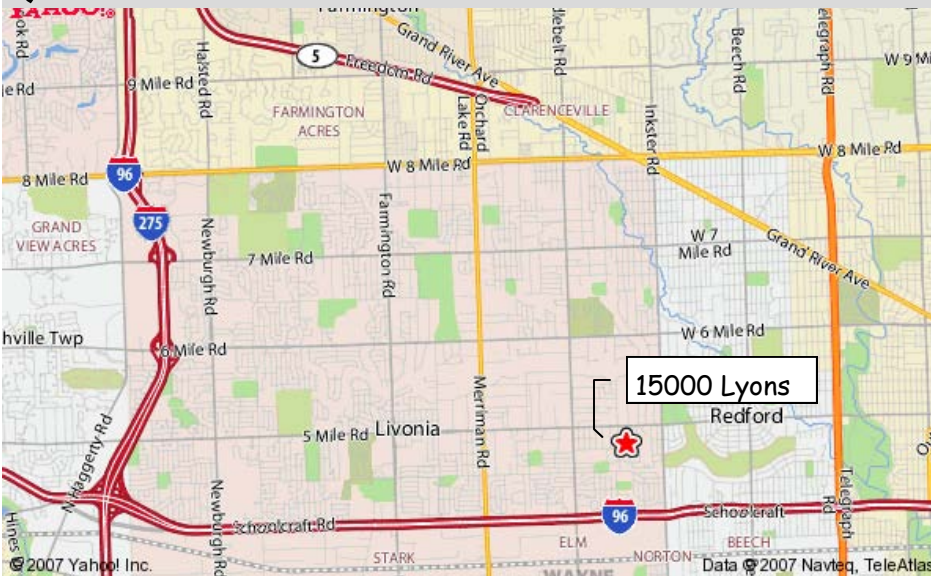 YAHOO!
Farmington
Grand River Ave
5
Freedom Rd
Beech Rd
Telegraph Rd
W 9 Mi
Halsted Rd
9 Mile Rd
FARMINGTON
ACRES
Orchard
Lake Rd
CLARENCEVILLE
Inkster Rd
W 8 Mile Rd
W 8 Mile Rd
8 Mile Rd
96
275
GRAND
VIEW ACRES
Newburgh Rd
Farmington Rd
7 Mile Rd
W 7
Mile Rd
Grand River Ave
hville Twp
6 Mile Rd
W 6 Mile Rd
15000 Lyons
Redford
Merriman Rd
5 Mile Rd
Livonia
N Haggerty Rd
Newburgh Rd
Schoolcraft Rd
96
Schoolcraft
Telegraph
Rd
STARK
ELM
NORTON
BEECH
WAYNE
© 2007 Yahoo! Inc.
Data © 2007 Navteq, TeleAtlas